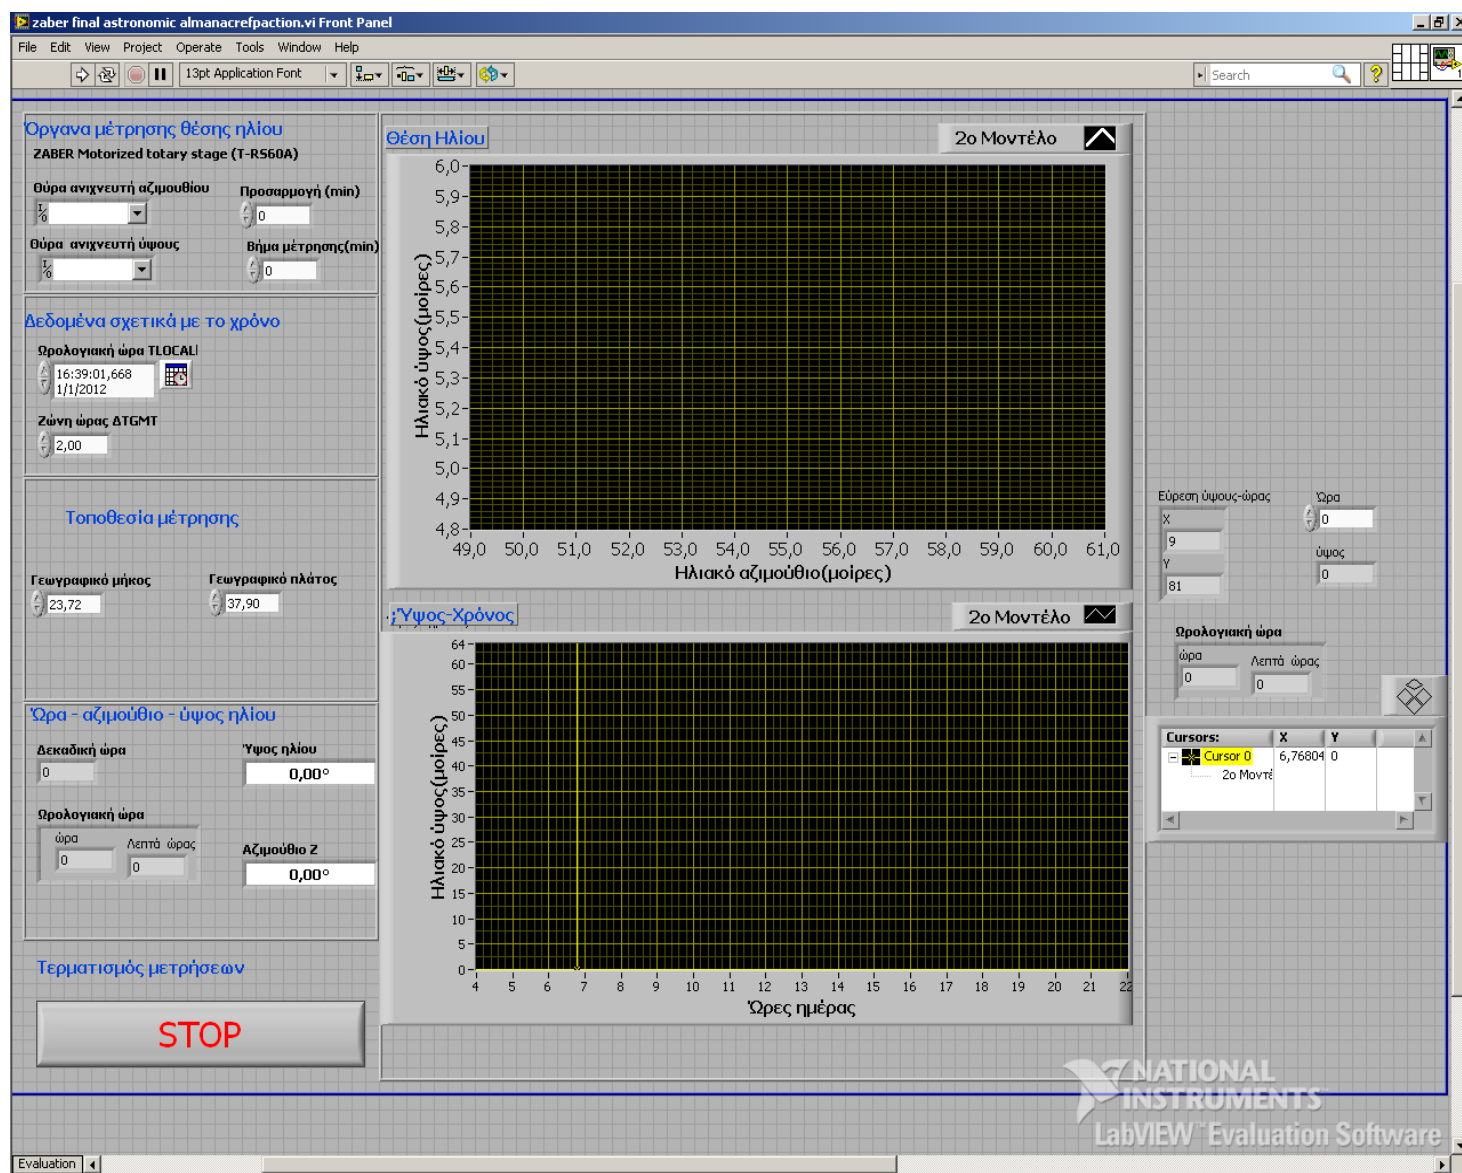 zaber final astronomic almanacrefpaction.vi Front Panel
File Edit View Project Operate Tools Window Help
13pt Application Font
Search
Όργανα μέτρησης θέσης ηλίου
ZABER Motorized totary stage (T-RS60A)
Θύρα ανιχνευτή αζιμουθίου
Προσαρμογή (min)
0
Θύρα ανιχνευτή ύψους
Βήμα μέτρησης(min)
0
Δεδομένα σχετικά με το χρόνο
Ωρολογιακή ώρα TLOCAL
16:39:01,668
1/1/2012
Ζώνη ώρας ΔTGMT
2,00
Τοποθεσία μέτρησης
Γεωγραφικό μήκος
Γεωγραφικό πλάτος
23,72
37,90
Ώρα - αζιμούθιο - ύψος ηλίου
Δεκαδική ώρα
Ύψος ηλίου
0
0,00°
Ωρολογιακή ώρα
ώρα
Λεπτά ώρας
0
0
Αζιμούθιο Z
0,00°
Τερματισμός μετρήσεων
STOP
Θέση Ηλίου
2ο Μοντέλο
6,0
5,9
5,8
5,7
5,6
5,5
5,4
5,3
5,2
5,1
5,0
4,9
4,8
Ηλιακό ύψος(μοίρες)
49,0 50,0 51,0 52,0 53,0 54,0 55,0 56,0 57,0 58,0 59,0 60,0 61,0
Ηλιακό αζιμούθιο(μοίρες)
;Ύψος-Χρόνος
2ο Μοντέλο
64
60
55
50
45
40
35
30
25
20
15
10
5
0
Ηλιακό ύψος(μοίρες)
4 5 6 7 8 9 10 11 12 13 14 15 16 17 18 19 20 21 22
Ώρες ημέρας
Εύρεση ύψους-ώρας
Ώρα
X
0
9
ύψος
Y
0
81
Ωρολογιακή ώρα
ώρα
Λεπτά ώρας
0
0
Cursors: X Y
Cursor 0 6,76804 0
2ο Μοντέ
NATIONAL
INSTRUMENTS
LabVIEW™ Evaluation Software
Evaluation